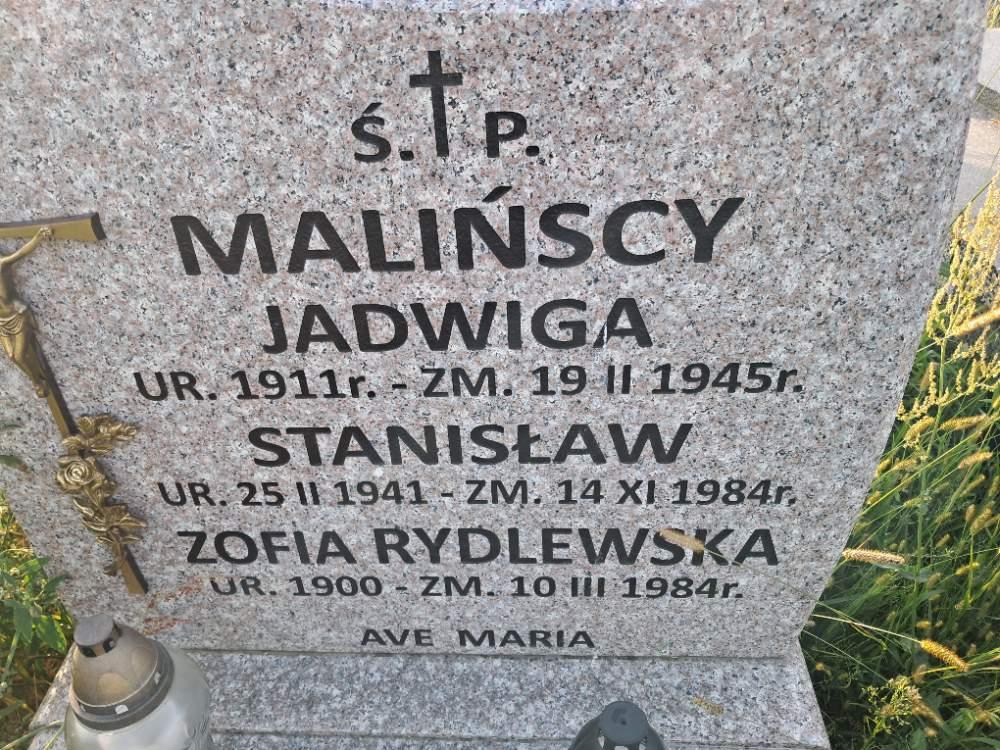 Ś. P.
MALIŃSCY
JADWIGA
UR. 1911r. - ZM. 19 II 1945r.
STANISŁAW
UR. 25 II 1941 - ZM. 14 XI 1984r.
ZOFIA RYDLEWSKA
UR. 1900 - ZM. 10 III 1984r.
AVE MARIA